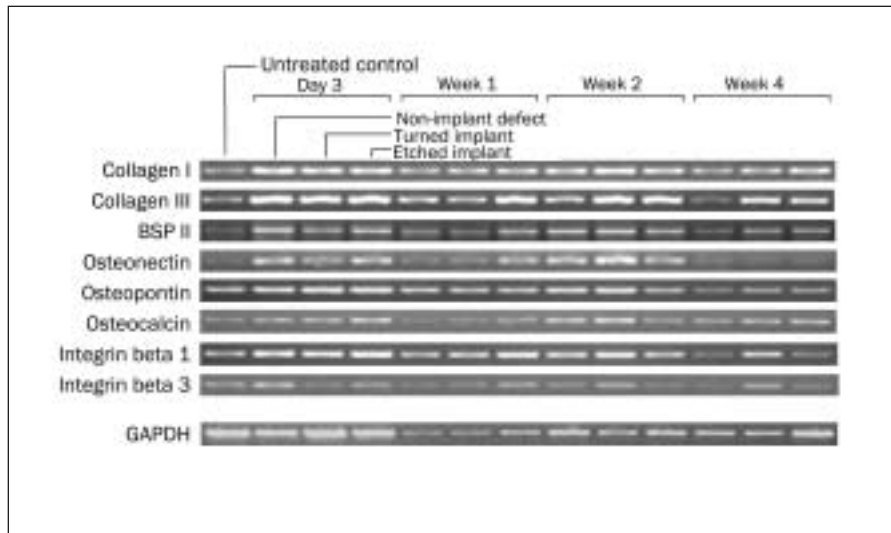 Untreated control
Day 3 Week 1 Week 2 Week 4
Non-implant defect
Turned implant
Etched implant
Collagen I
Collagen III
BSP II
Osteonectin
Osteopontin
Osteocalcin
Integrin beta 1
Integrin beta 3
GAPDH